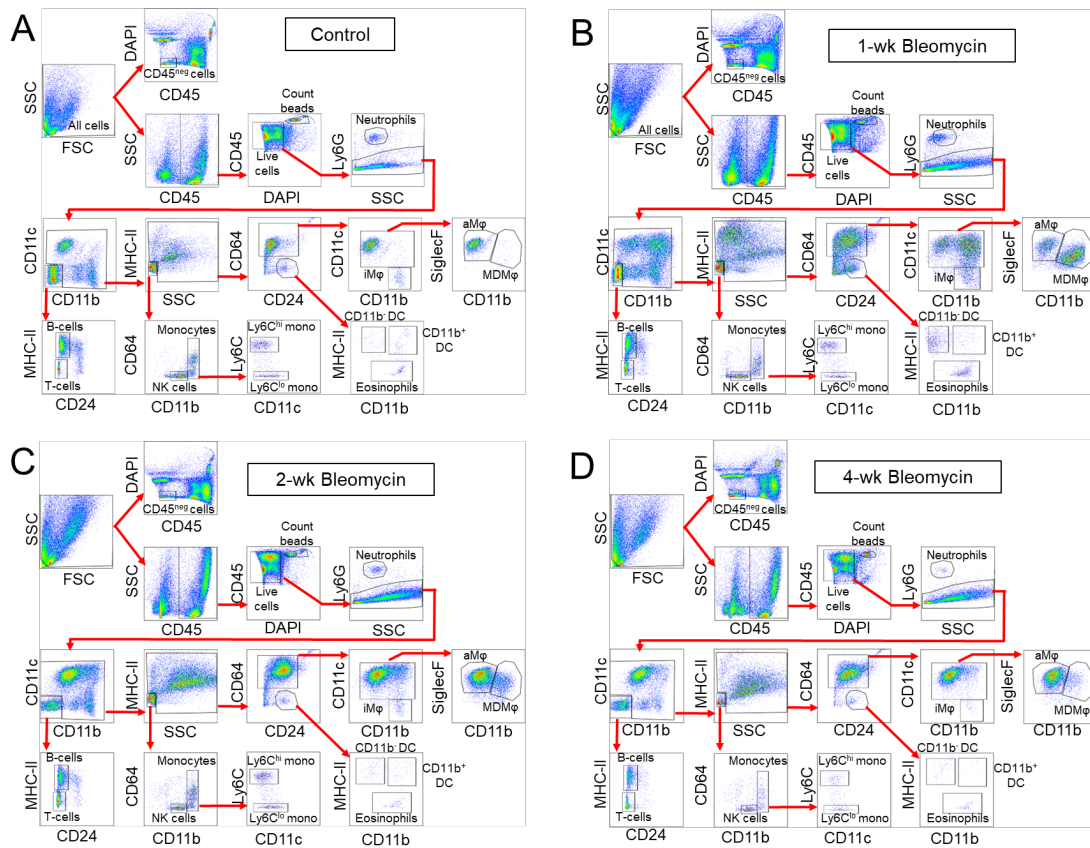 A
Control
DAPI
SSC
CD45ⁿᵉᵍ cells
CD45
All cells
FSC
Count
beads
SSC
CD45
Live
cells
Ly6G
Neutrophils
CD45
DAPI
SSC
CD11c
CD11b
MHC-II
SSC
CD64
CD24
CD11c
iMφ
CD11b
SiglecF
aMφ
MDMφ
CD11b
MHC-II
B-cells
T-cells
CD24
CD64
Monocytes
NK cells
CD11b
Ly6C
Ly6Cʰⁱ mono
Ly6Cˡᵒ mono
CD11c
CD11b⁻ DC
MHC-II
CD11b⁺
DC
Eosinophils
CD11b
B
1-wk Bleomycin
DAPI
SSC
CD45ⁿᵉᵍ cells
CD45
All cells
FSC
Count
beads
SSC
CD45
Live
cells
Ly6G
Neutrophils
CD45
DAPI
SSC
CD11c
CD11b
MHC-II
SSC
CD64
CD24
CD11c
iMφ
CD11b
SiglecF
aMφ
MDMφ
CD11b
MHC-II
B-cells
T-cells
CD24
CD64
Monocytes
NK cells
CD11b
Ly6C
Ly6Cʰⁱ mono
Ly6Cˡᵒ mono
CD11c
CD11b⁻ DC
MHC-II
CD11b⁺
DC
Eosinophils
CD11b
C
2-wk Bleomycin
DAPI
SSC
CD45ⁿᵉᵍ cells
CD45
FSC
Count
beads
SSC
CD45
Live
cells
Ly6G
Neutrophils
CD45
DAPI
SSC
CD11c
CD11b
MHC-II
SSC
CD64
CD24
CD11c
iMφ
CD11b
SiglecF
aMφ
MDMφ
CD11b
MHC-II
B-cells
T-cells
CD24
CD64
Monocytes
NK cells
CD11b
Ly6C
Ly6Cʰⁱ mono
Ly6Cˡᵒ mono
CD11c
CD11b⁻ DC
MHC-II
CD11b⁺
DC
Eosinophils
CD11b
D
4-wk Bleomycin
DAPI
SSC
CD45ⁿᵉᵍ cells
CD45
FSC
Count
beads
SSC
CD45
Live
cells
Ly6G
Neutrophils
CD45
DAPI
SSC
CD11c
CD11b
MHC-II
SSC
CD64
CD24
CD11c
iMφ
CD11b
SiglecF
aMφ
MDMφ
CD11b
MHC-II
B-cells
T-cells
CD24
CD64
Monocytes
NK cells
CD11b
Ly6C
Ly6Cʰⁱ mono
Ly6Cˡᵒ mono
CD11c
CD11b⁻ DC
MHC-II
CD11b⁺
DC
Eosinophils
CD11b